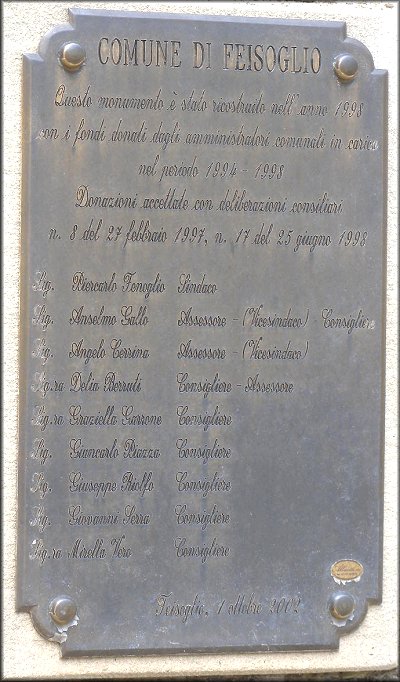 COMUNE DI FEISOGLIO
Questo monumento è stato ricostruito nell'anno 1998
con i fondi donati dagli amministratori comunali in carica
nel periodo 1994 - 1998
Donazioni accettate con deliberazioni consiliari
n. 8 del 27 febbraio 1997, n. 17 del 25 giugno 1998
Sig. Piercarlo Fenoglio Sindaco
Sig. Anselmo Gallo Assessore - (Vicesindaco) - Consigliere
Sig. Angelo Cerrina Assessore - (Vicesindaco)
Sig.ra Delia Berruti Consigliere - Assessore
Sig.ra Graziella Garrone Consigliere
Sig. Giancarlo Piazza Consigliere
Sig. Giuseppe Riolfo Consigliere
Sig. Giovanni Serra Consigliere
Sig.ra Mirella Vero Consigliere
Feisoglio, 1 ottobre 2002